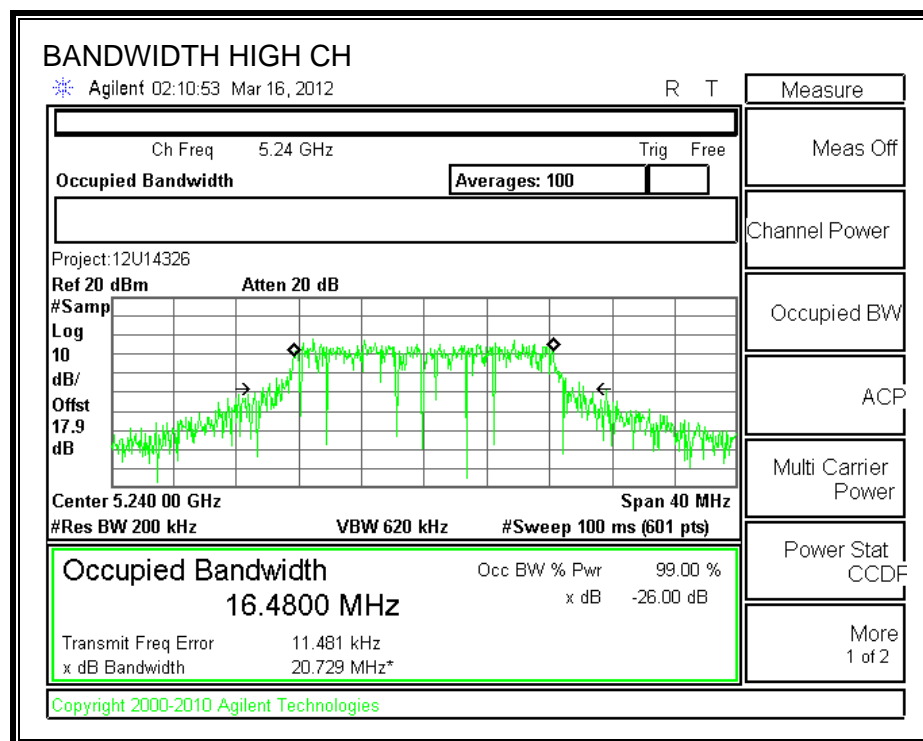 BANDWIDTH HIGH CH
Agilent 02:10:53 Mar 16, 2012 R T
Measure
Ch Freq 5.24 GHz Trig Free
Meas Off
Occupied Bandwidth Averages: 100
Channel Power
Project:12U14326
Ref 20 dBm Atten 20 dB
#Samp
Log
10
dB/
Offst
17.9
dB
Occupied BW
ACP
Multi Carrier
Power
Center 5.240 00 GHz Span 40 MHz
#Res BW 200 kHz VBW 620 kHz #Sweep 100 ms (601 pts)
Power Stat
CCDF
Occupied Bandwidth Occ BW % Pwr 99.00 %
16.4800 MHz x dB -26.00 dB
Transmit Freq Error 11.481 kHz
x dB Bandwidth 20.729 MHz*
More
1 of 2
Copyright 2000-2010 Agilent Technologies